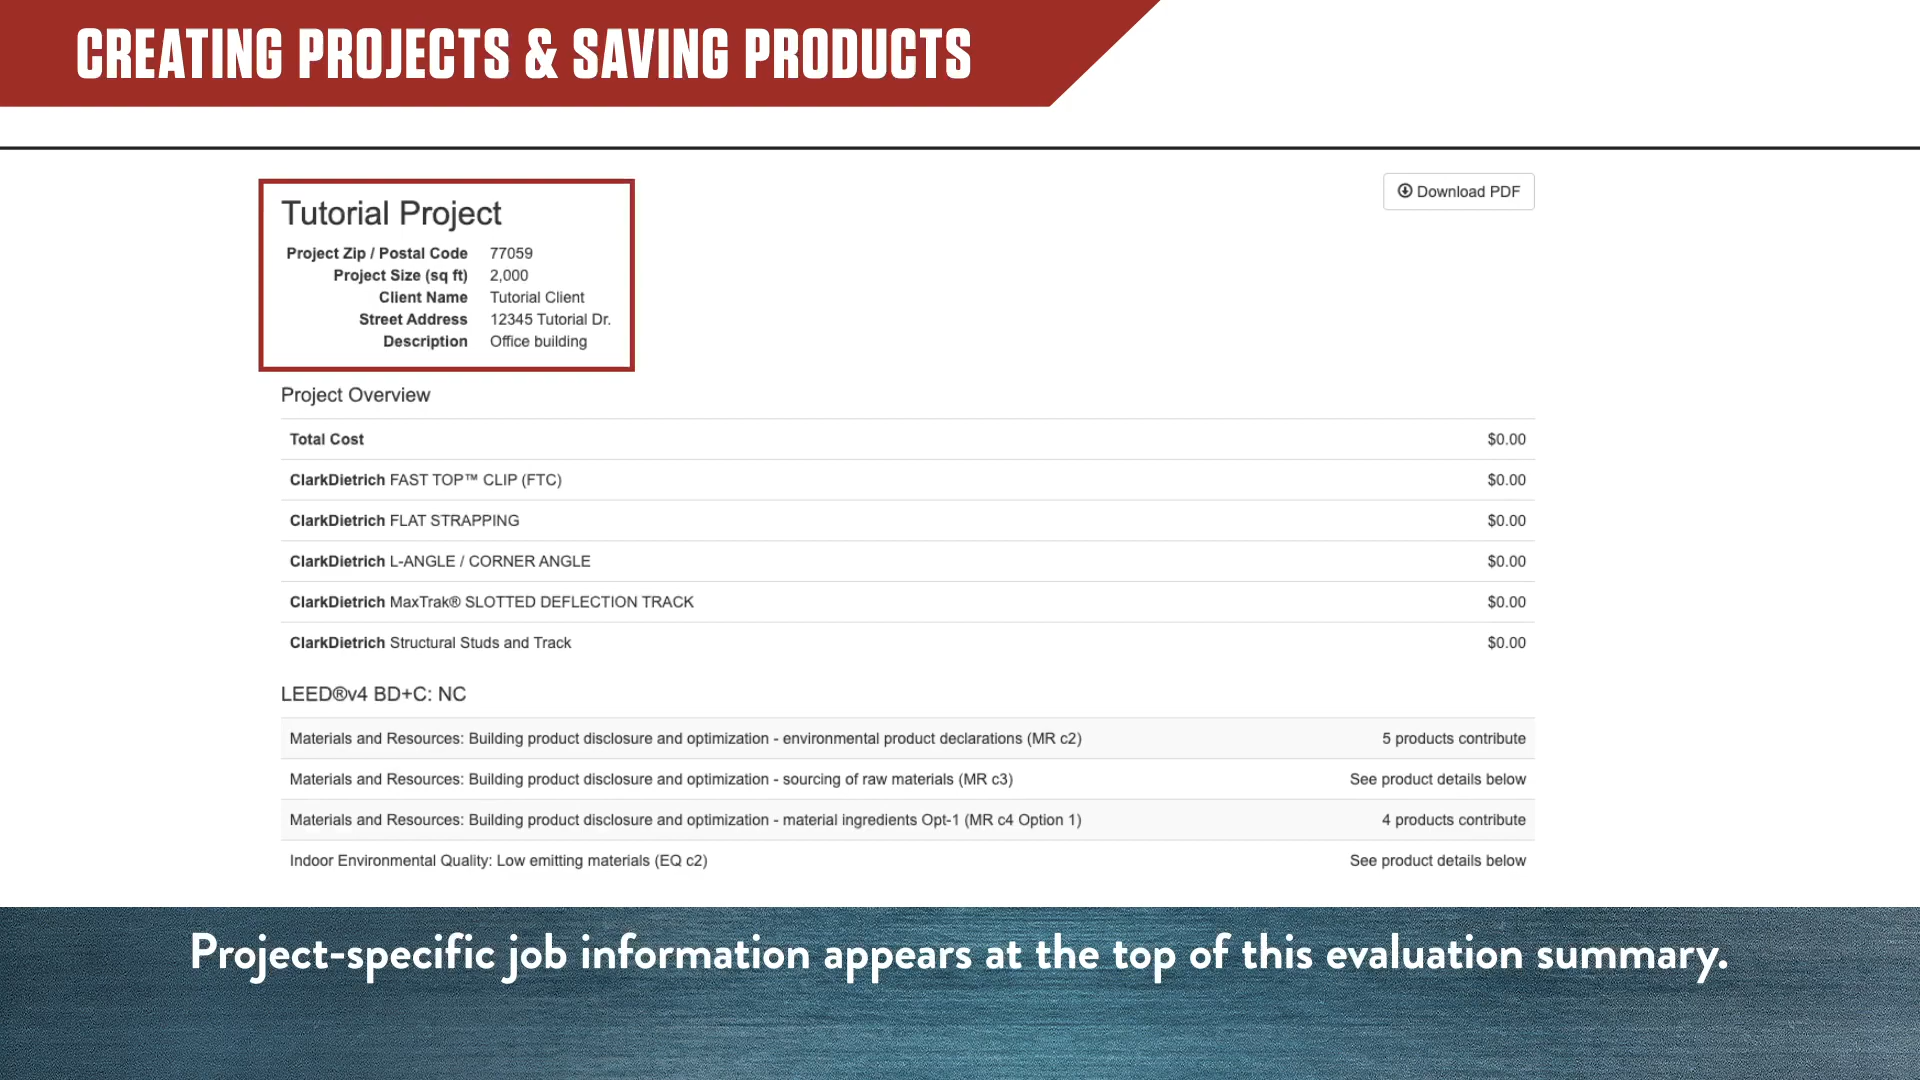 CREATING PROJECTS & SAVING PRODUCTS
Download PDF
Tutorial Project
Project Zip / Postal Code 77059
Project Size (sq ft) 2,000
Client Name Tutorial Client
Street Address 12345 Tutorial Dr.
Description Office building
Project Overview
Total Cost $0.00
ClarkDietrich FAST TOP™ CLIP (FTC) $0.00
ClarkDietrich FLAT STRAPPING $0.00
ClarkDietrich L-ANGLE / CORNER ANGLE $0.00
ClarkDietrich MaxTrak® SLOTTED DEFLECTION TRACK $0.00
ClarkDietrich Structural Studs and Track $0.00
LEED®v4 BD+C: NC
Materials and Resources: Building product disclosure and optimization - environmental product declarations (MR c2) 5 products contribute
Materials and Resources: Building product disclosure and optimization - sourcing of raw materials (MR c3) See product details below
Materials and Resources: Building product disclosure and optimization - material ingredients Opt-1 (MR c4 Option 1) 4 products contribute
Indoor Environmental Quality: Low emitting materials (EQ c2) See product details below
Project-specific job information appears at the top of this evaluation summary.